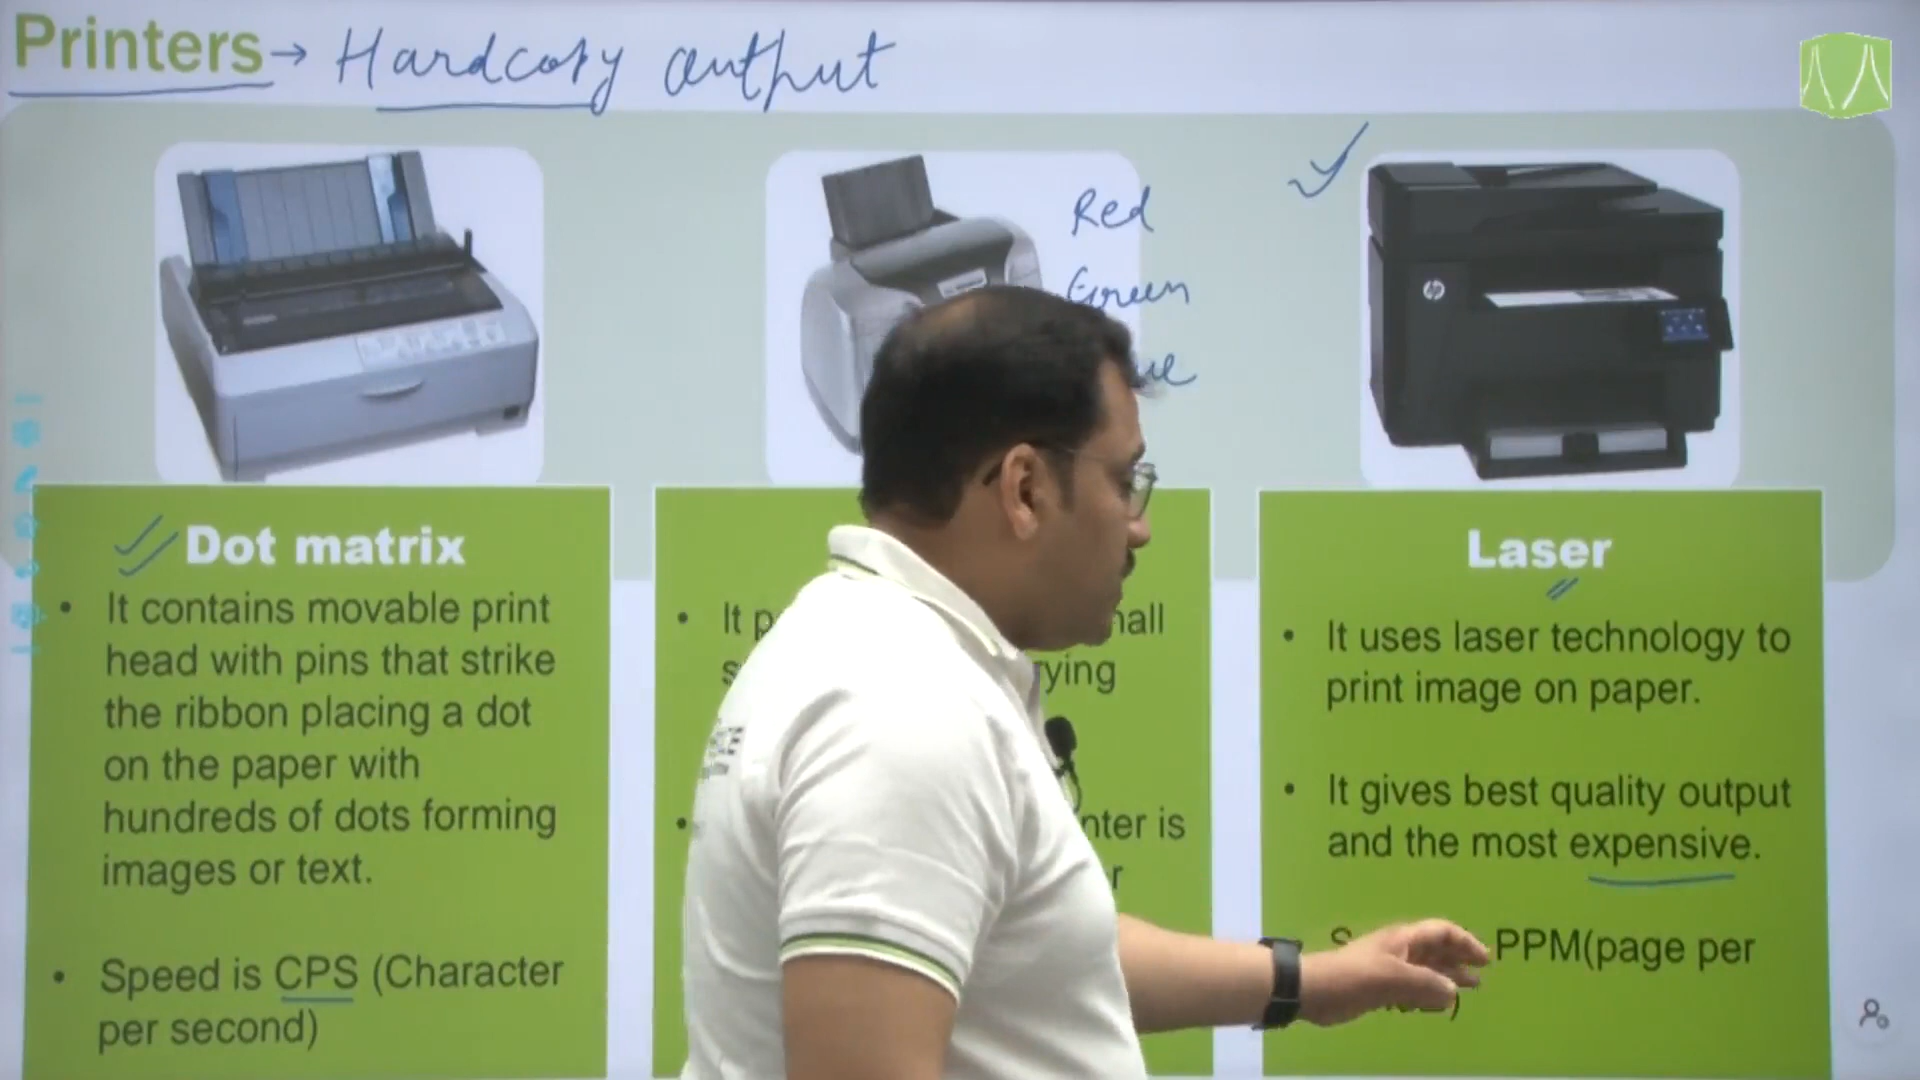 Printers → Hardcopy output
Red
Green
hp
Dot matrix
• It contains movable print
head with pins that strike
the ribbon placing a dot
on the paper with
hundreds of dots forming
images or text.
• Speed is CPS (Character
per second)
• It
is
Laser
• It uses laser technology to
print image on paper.
• It gives best quality output
and the most expensive.
PPM(page per